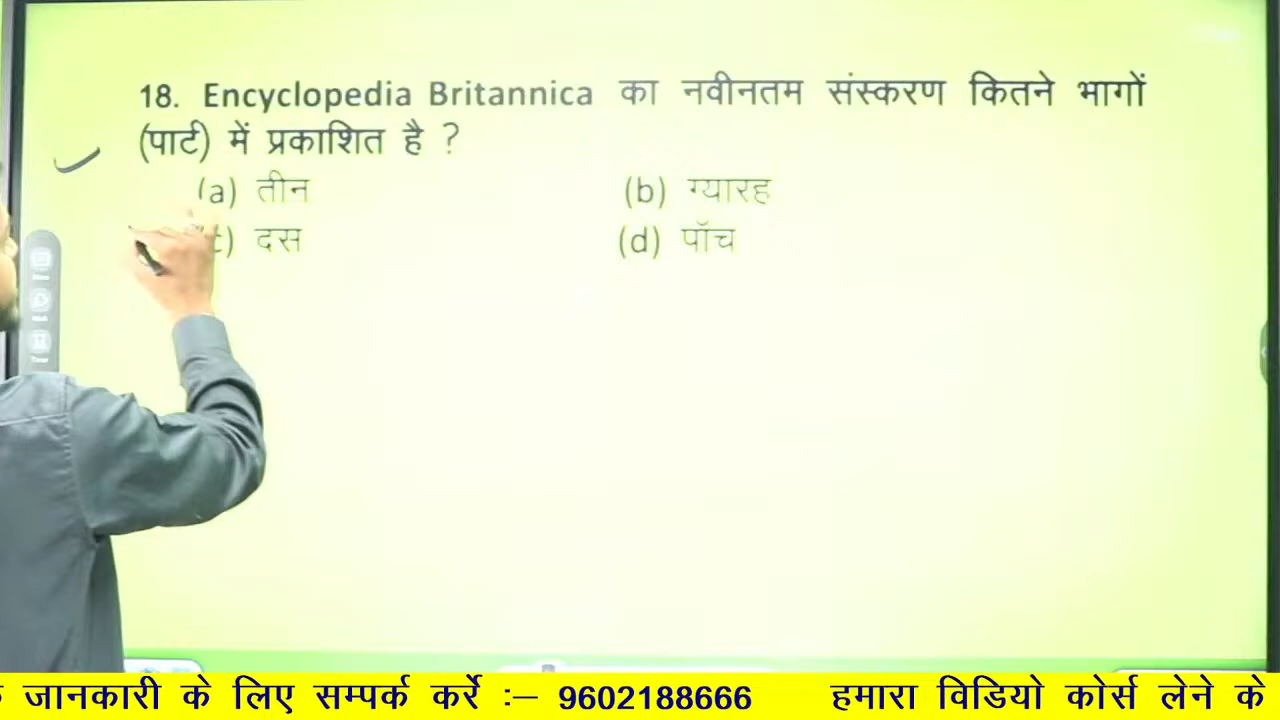 18. Encyclopedia Britannica का नवीनतम संस्करण कितने भागों
(पार्ट) में प्रकाशित है ?
(a) तीन (b) ग्यारह
c) दस (d) पॉच
जानकारी के लिए सम्पर्क करें :– 9602188666 हमारा विडियो कोर्स लेने के